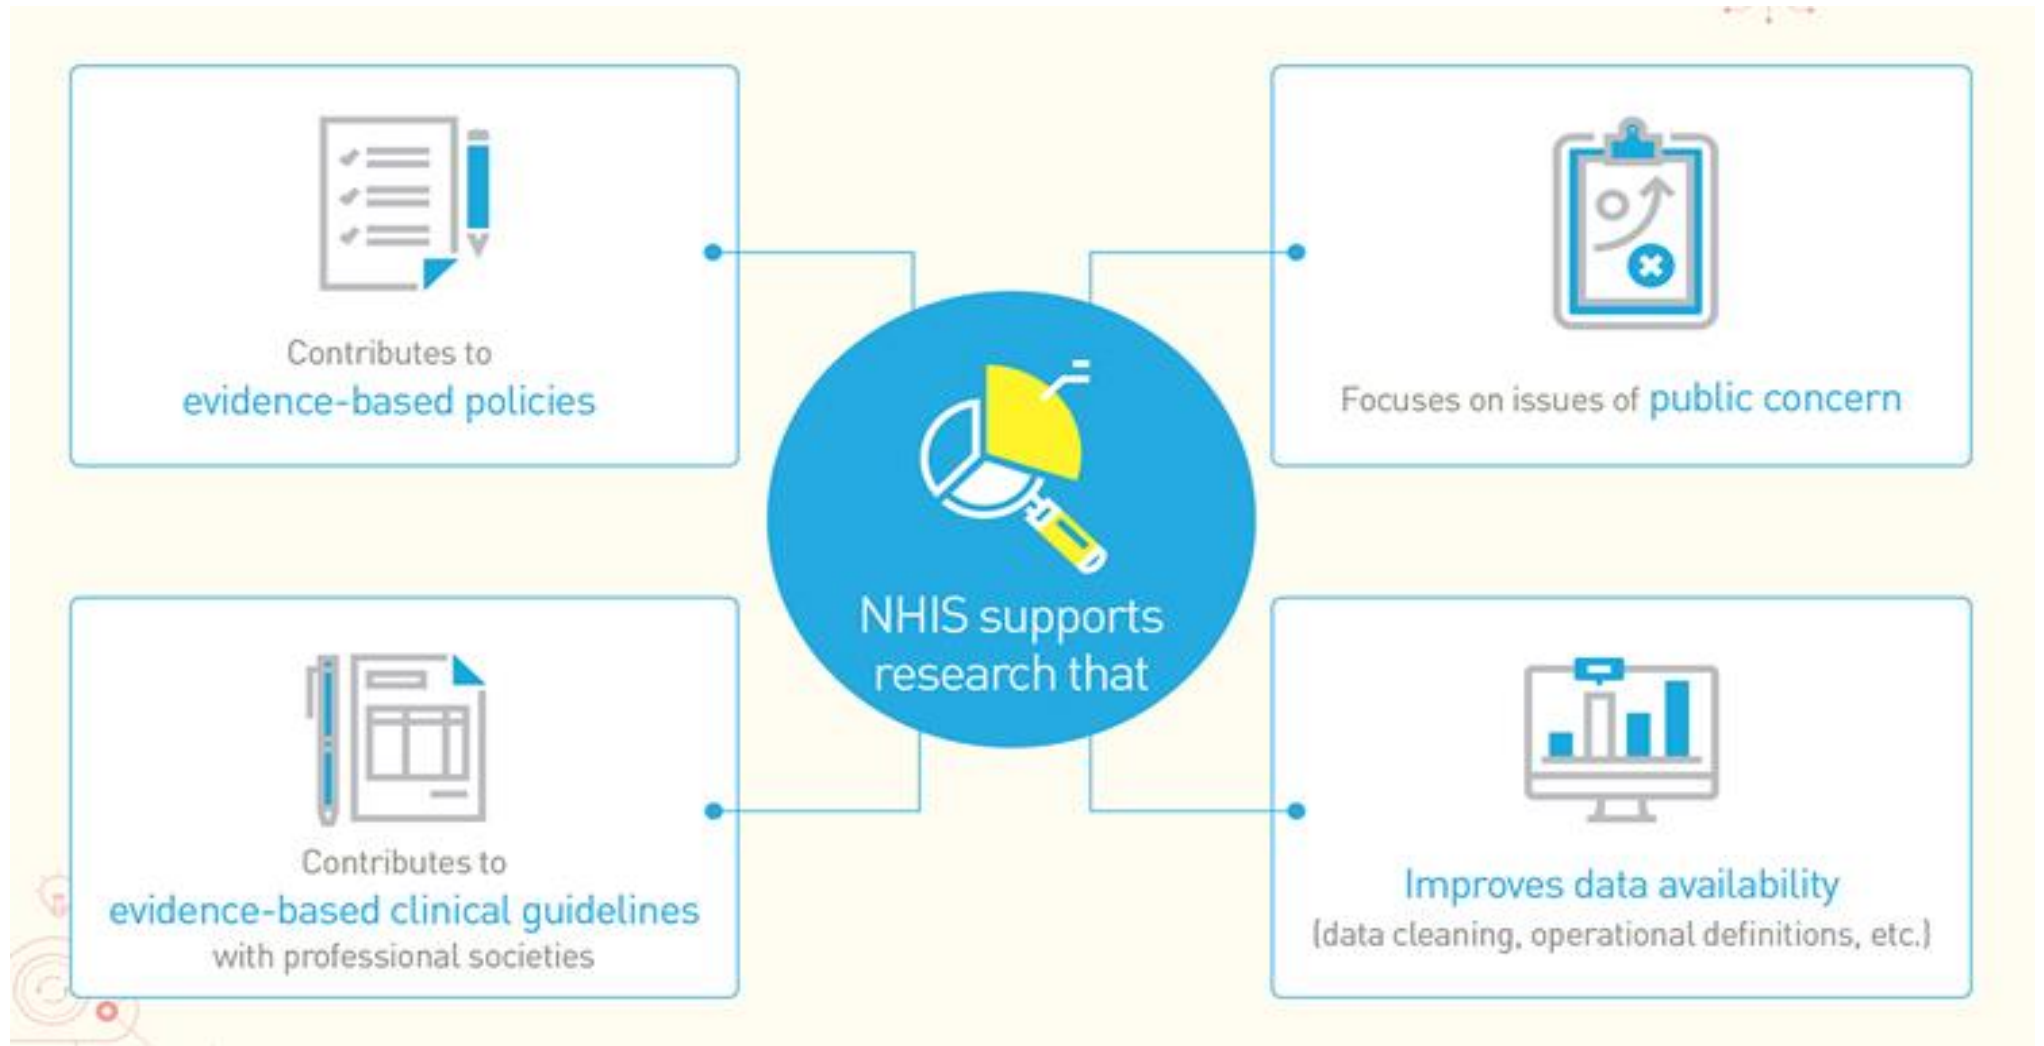 Contributes to
evidence-based policies
Focuses on issues of public concern
NHIS supports
research that
Contributes to
evidence-based clinical guidelines
with professional societies
Improves data availability
(data cleaning, operational definitions, etc.)